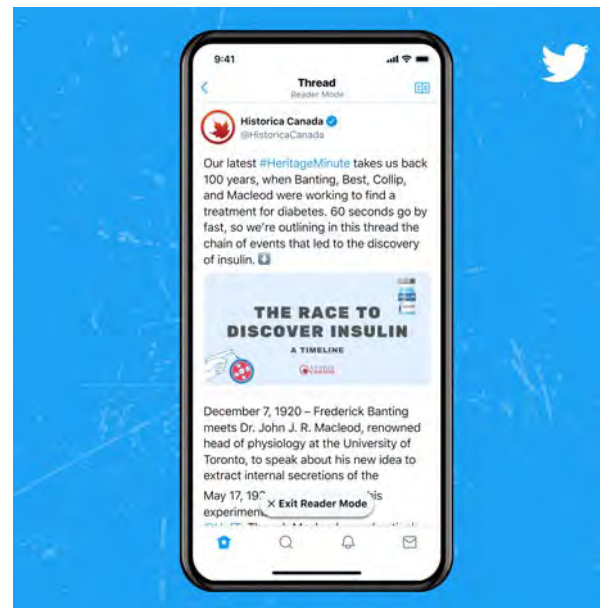 9:41
Thread
Reader Mode
Historica Canada
@HistoricaCanada
Our latest #HeritageMinute takes us back
100 years, when Banting, Best, Collip,
and Macleod were working to find a
treatment for diabetes. 60 seconds go by
fast, so we’re outlining in this thread the
chain of events that led to the discovery
of insulin.
THE RACE TO
DISCOVER INSULIN
A TIMELINE
December 7, 1920 – Frederick Banting
meets Dr. John J. R. Macleod, renowned
head of physiology at the University of
Toronto, to speak about his new idea to
extract internal secretions of the
May 17, 192 his
experimen
× Exit Reader Mode